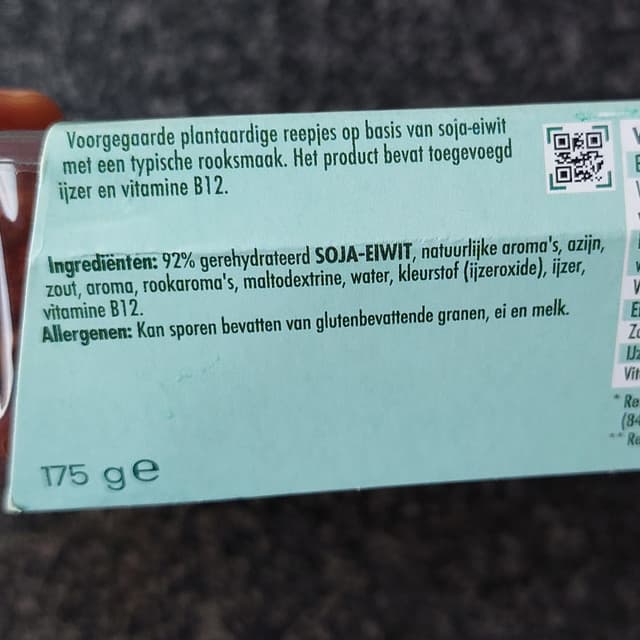 Voorgegaarde plantaardige reepjes op basis van soja-eiwit
met een typische rooksmaak. Het product bevat toegevoegd
ijzer en vitamine B12.
Ingrediënten: 92% gerehydrateerd SOJA-EIWIT, natuurlijke aroma's, azijn,
zout, aroma, rookaroma's, maltodextrine, water, kleurstof (ijzeroxide), ijzer,
vitamine B12.
Allergenen: Kan sporen bevatten van glutenbevattende granen, ei en melk.
175 g e